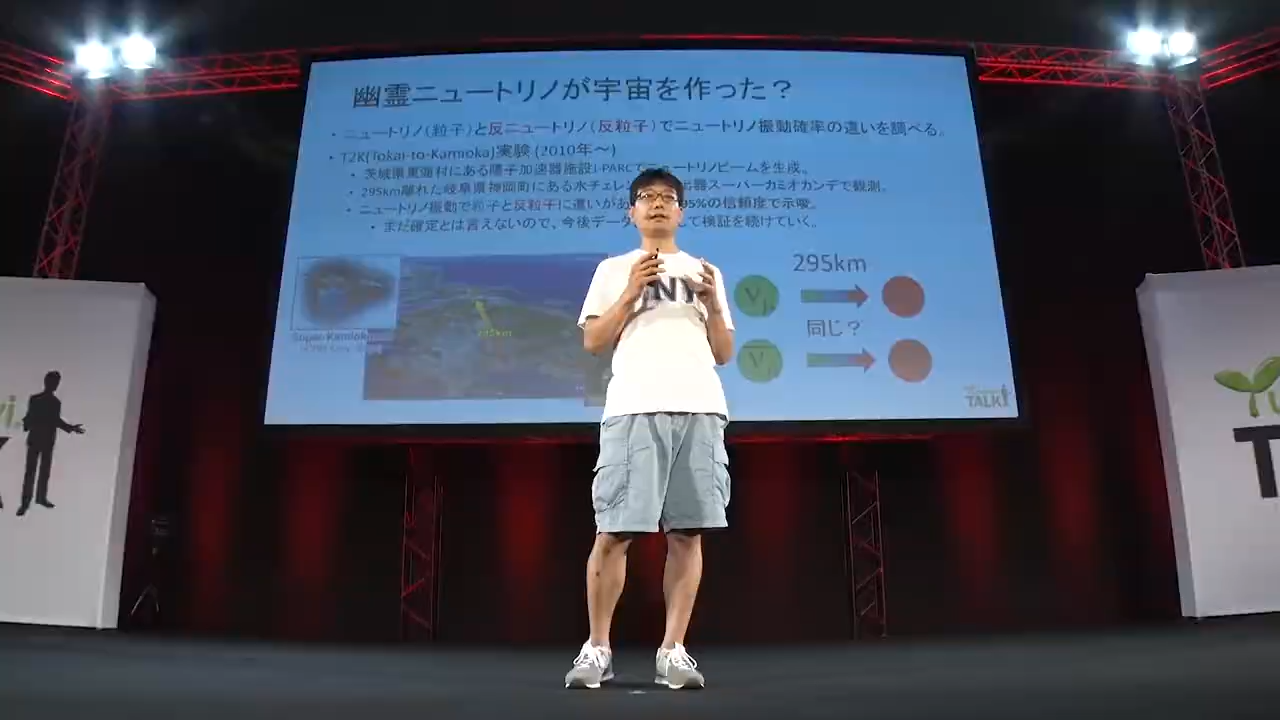 幽霊ニュートリノが宇宙を作った？
・ニュートリノ（粒子）と反ニュートリノ（反粒子）でニュートリノ振動確率の違いを調べる。
・T2K(Tokai-to-Kamioka)実験 (2010年～)
・茨城県東海村にある陽子加速器施設J-PARCでニュートリノビームを生成。
・295km離れた岐阜県神岡町にある水チェレン 出器スーパーカミオカンデで観測。
・ニュートリノ振動で粒子と反粒子に違いがあ 95%の信頼度で示唆。
・まだ確定とは言えないので、今後データ して検証を続けていく。
295km
νj
同じ？
νj
Super-Kamiok
295km
TALK
NY